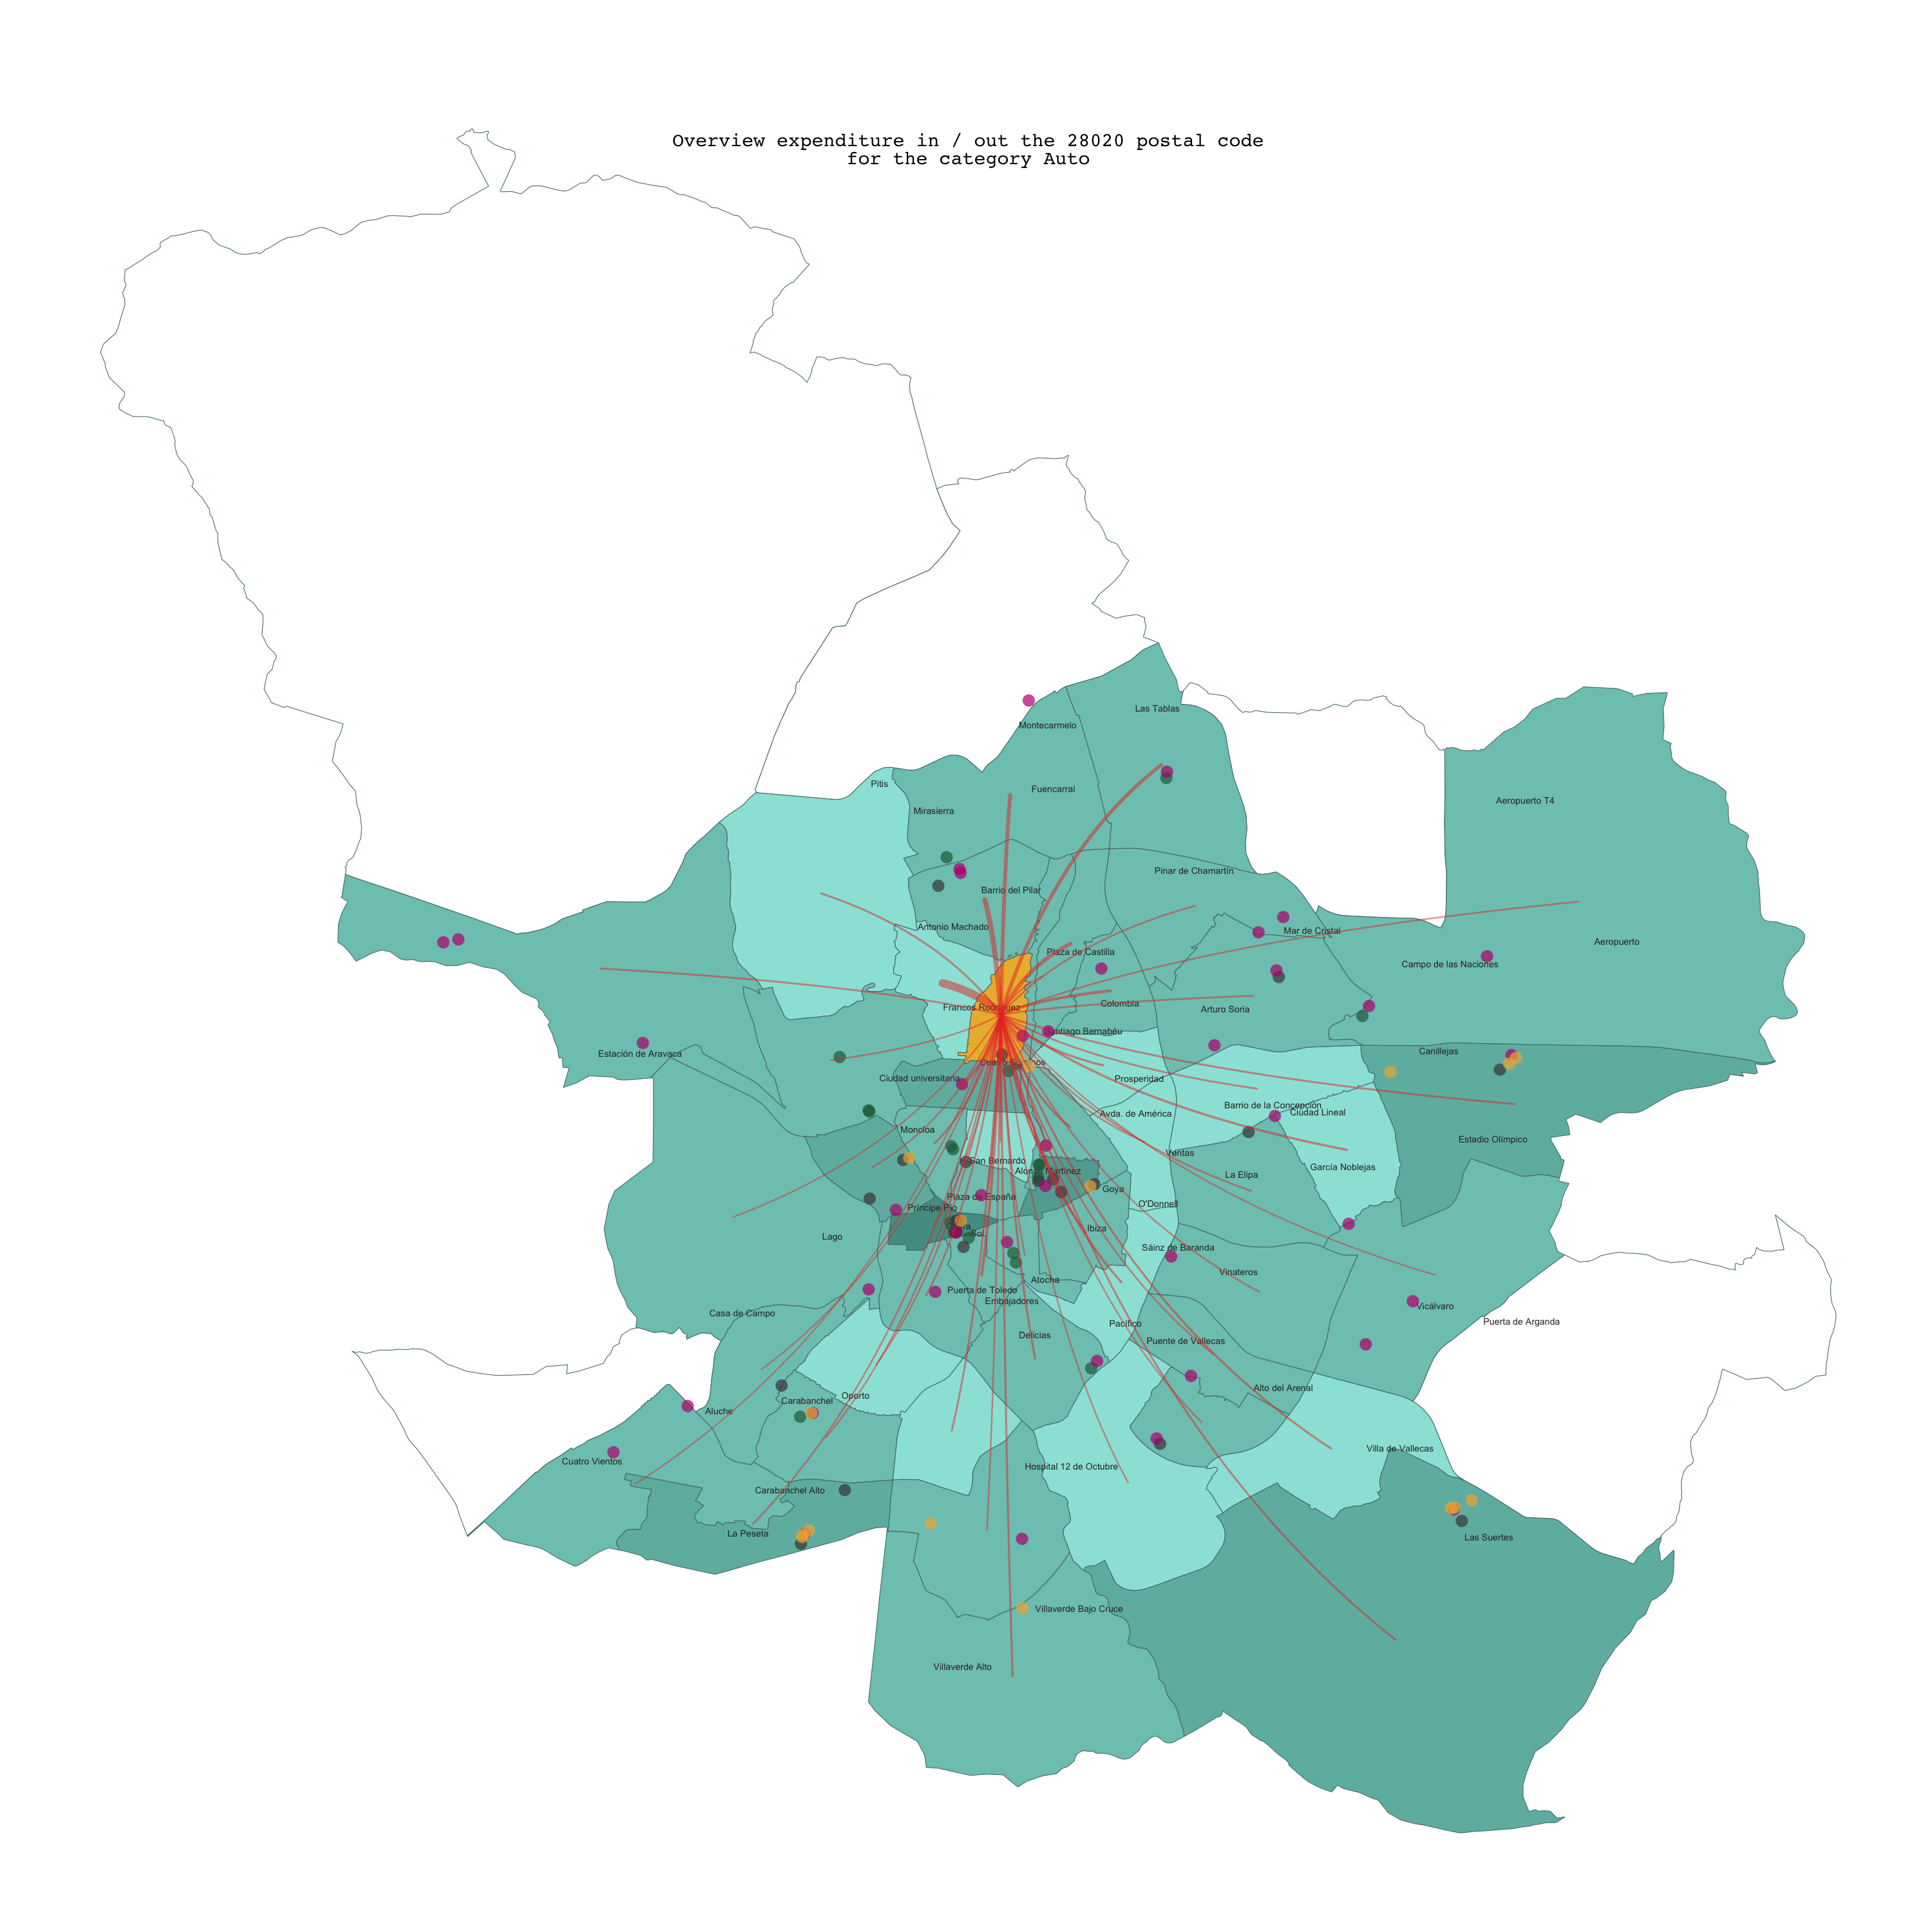 Overview expenditure in / out the 28020 postal code
for the category Auto
Las Tablas
Montecarmelo
Pitis
Fuencarral
Aeropuerto T4
Mirasierra
Pinar de Chamartín
Barrio del Pilar
Antonio Machado
Mar de Cristal
Aeropuerto
Plaza de Castilla
Campo de las Naciones
Colombia
Francos Rodríguez
Arturo Soria
Santiago Bernabéu
Estación de Aravaca
Canillejas
Ciudad universitaria
Prosperidad
Barrio de la Concepción
Avda. de América
Ciudad Lineal
Moncloa
Estadio Olímpico
Ventas
San Bernardo
García Noblejas
Alonso Martínez
La Elipa
Goya
Plaza de España
O'Donnell
Príncipe Pío
Ibiza
Sol
Lago
Sáinz de Baranda
Vinateros
Atocha
Puerta de Toledo
Embajadores
Vicálvaro
Casa de Campo
Puerta de Arganda
Pacífico
Delicias
Puente de Vallecas
Alto del Arenal
Oporto
Carabanchel
Aluche
Villa de Vallecas
Cuatro Vientos
Hospital 12 de Octubre
Carabanchel Alto
La Peseta
Las Suertes
Villaverde Bajo Cruce
Villaverde Alto